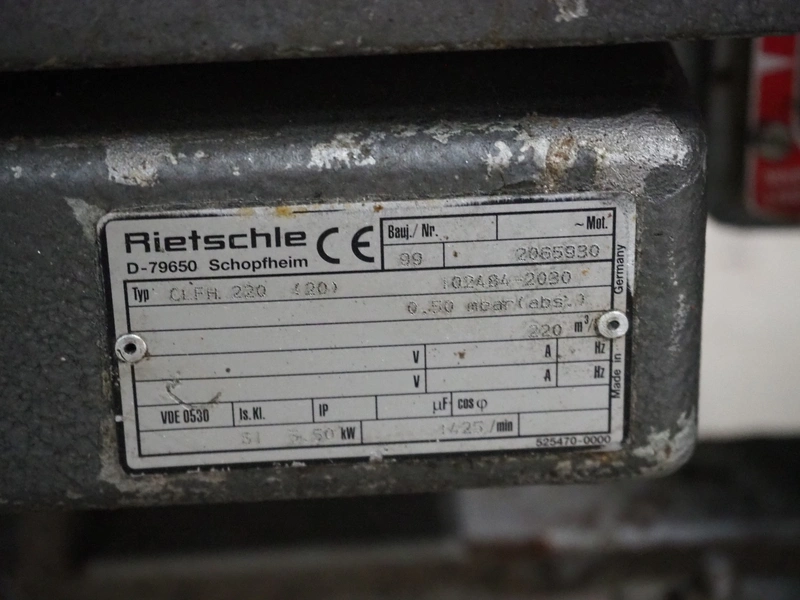 Rietschle CE
D-79650 Schopfheim
Bauj./ Nr. ~Mot.
99 2065930
Typ CLFH 220 (20) 102484-2030
0.50 mbar(abs.)
220 m³/
V A Hz
V A Hz
VDE 0530 Is. Kl. IP µF cos φ
S1 5.50 kW 1425 /min
525470-0000
Made in Germany